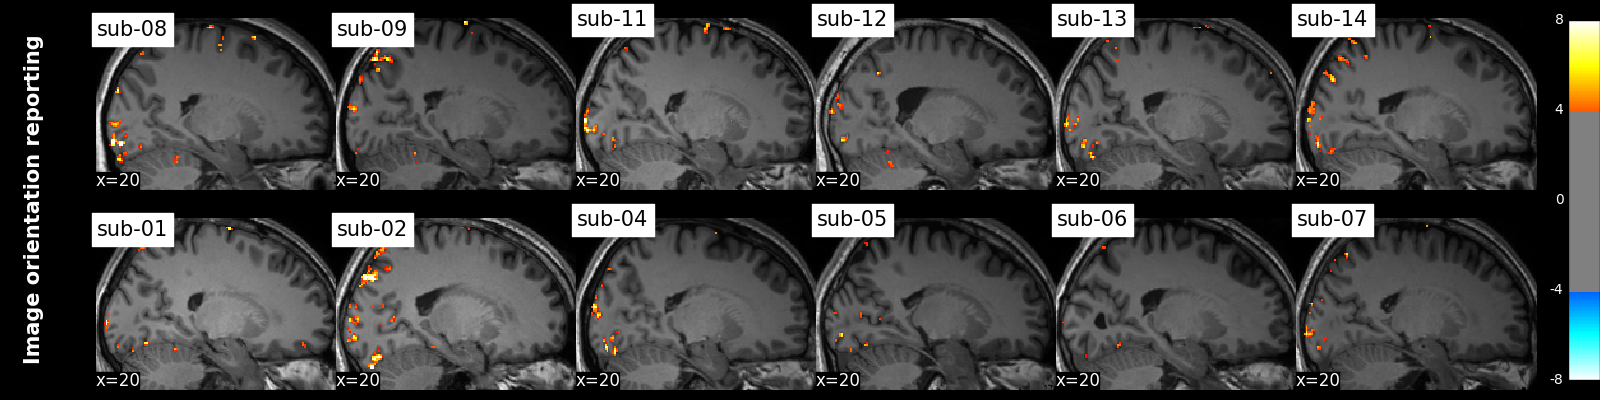 Image orientation reporting
sub-08
sub-09
sub-11
sub-12
sub-13
sub-14
x=20
x=20
x=20
x=20
x=20
x=20
sub-01
sub-02
sub-04
sub-05
sub-06
sub-07
x=20
x=20
x=20
x=20
x=20
x=20
8
4
0
-4
-8